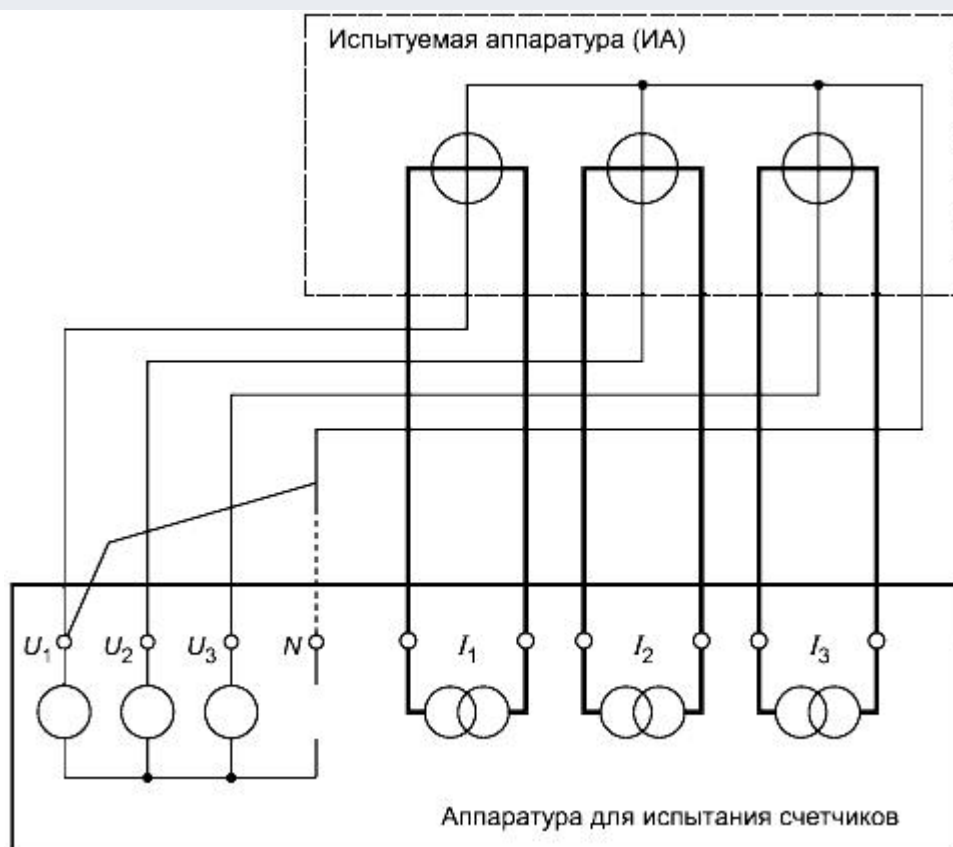 Испытуемая аппаратура (ИА)
U1 U2 U3 N I1 I2 I3
Аппаратура для испытания счетчиков